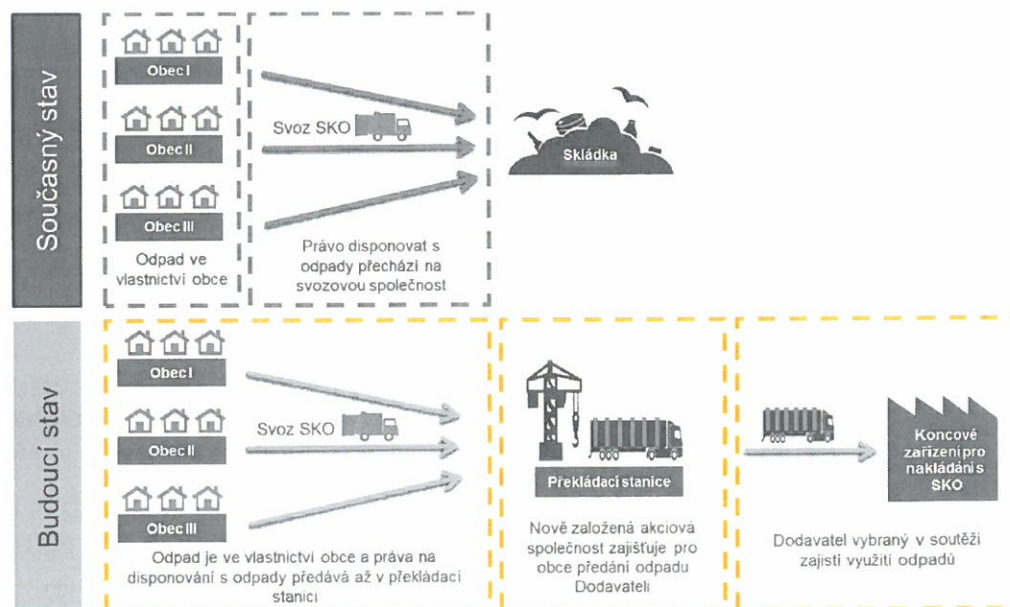 Současný stav
Obec I
Obec II
Obec III
Odpad ve
vlastnictví obce
Svoz SKO
Právo disponovat s
odpady přechází na
svozovou společnost
Skládka
Budoucí stav
Obec I
Obec II
Obec III
Svoz SKO
Odpad je ve vlastnictví obce a práva na
disponování s odpady předává až v překládací
stanici
Překládací stanice
Nově založená akciová
společnost zajišťuje pro
obce předání odpadu
Dodavateli
Koncové
zařízení pro
nakládání s
SKO
Dodavatel vybraný v soutěži
zajistí využití odpadů